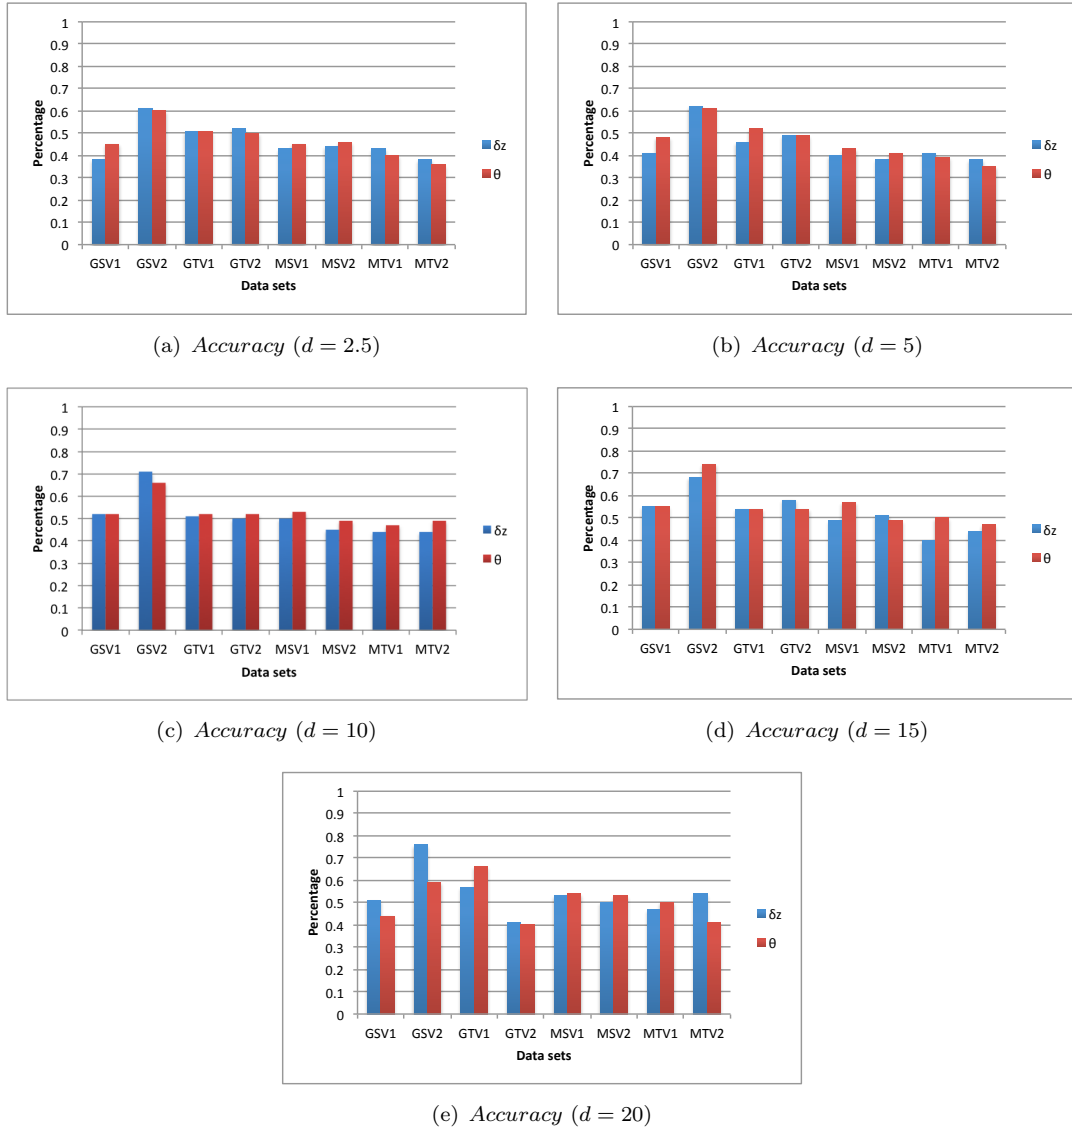 1
0.9
0.8
0.7
0.6
0.5
0.4
0.3
0.2
0.1
0
Percentage
GSV1 GSV2 GTV1 GTV2 MSV1 MSV2 MTV1 MTV2
Data sets
δz
θ
(a) Accuracy (d = 2.5)
1
0.9
0.8
0.7
0.6
0.5
0.4
0.3
0.2
0.1
0
Percentage
GSV1 GSV2 GTV1 GTV2 MSV1 MSV2 MTV1 MTV2
Data sets
δz
θ
(b) Accuracy (d = 5)
1
0.9
0.8
0.7
0.6
0.5
0.4
0.3
0.2
0.1
0
Percentage
GSV1 GSV2 GTV1 GTV2 MSV1 MSV2 MTV1 MTV2
Data sets
δz
θ
(c) Accuracy (d = 10)
1
0.9
0.8
0.7
0.6
0.5
0.4
0.3
0.2
0.1
0
Percentage
GSV1 GSV2 GTV1 GTV2 MSV1 MSV2 MTV1 MTV2
Data sets
δz
θ
(d) Accuracy (d = 15)
1
0.9
0.8
0.7
0.6
0.5
0.4
0.3
0.2
0.1
0
Percentage
GSV1 GSV2 GTV1 GTV2 MSV1 MSV2 MTV1 MTV2
Data sets
δz
θ
(e) Accuracy (d = 20)